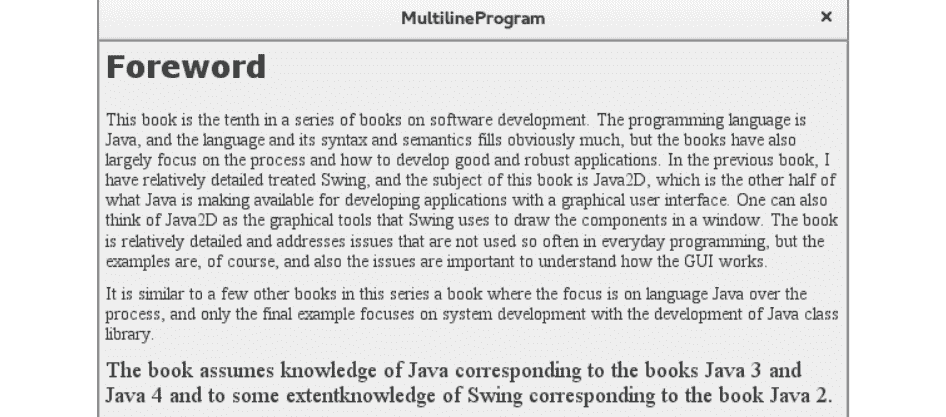 MultilineProgram ×
Foreword
This book is the tenth in a series of books on software development. The programming language is
Java, and the language and its syntax and semantics fills obviously much, but the books have also
largely focus on the process and how to develop good and robust applications. In the previous book, I
have relatively detailed treated Swing, and the subject of this book is Java2D, which is the other half of
what Java is making available for developing applications with a graphical user interface. One can also
think of Java2D as the graphical tools that Swing uses to draw the components in a window. The book
is relatively detailed and addresses issues that are not used so often in everyday programming, but the
examples are, of course, and also the issues are important to understand how the GUI works.
It is similar to a few other books in this series a book where the focus is on language Java over the
process, and only the final example focuses on system development with the development of Java class
library.
The book assumes knowledge of Java corresponding to the books Java 3 and
Java 4 and to some extentknowledge of Swing corresponding to the book Java 2.